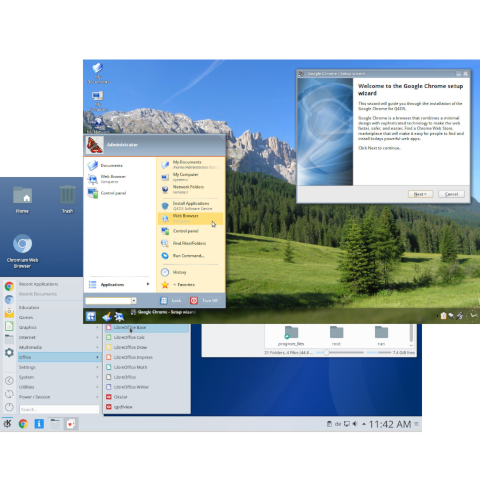 Google Chrome - Setup wizard
Welcome to the Google Chrome setup
wizard
This wizard will guide you through the installation of the
Google Chrome for Q4OS.
Google Chrome is a browser that combines a minimal
design with sophisticated technology to make the web
faster, safer, and easier. Find a Chrome Web Store,
marketplace that will make it easy for people to find and
install todays powerful web apps.
Click Next to continue.
Next >
Cancel
Administrator
Documents
Web Browser
Konqueror
Control panel
Applications
My Documents
My Computer
Network Folders
Install Applications
Q4OS Software Centre
Web Browser
Control panel
Find Files/Folders
Run Command...
History
- Favorites
Lock
Turn Off
Google Chrome - Setup wizard
Home
Trash
Chromium Web
Browser
Recent Applications
Recent Documents
Education
Games
Graphics
Internet
Multimedia
Office
Settings
System
Utilities
Power / Session
Search...
LibreOffice Base
LibreOffice Calc
LibreOffice Draw
LibreOffice Impress
LibreOffice Math
LibreOffice
LibreOffice Writer
Okular
qpdfview
program_files
root
run
7.4 GiB
de
11:42 AM